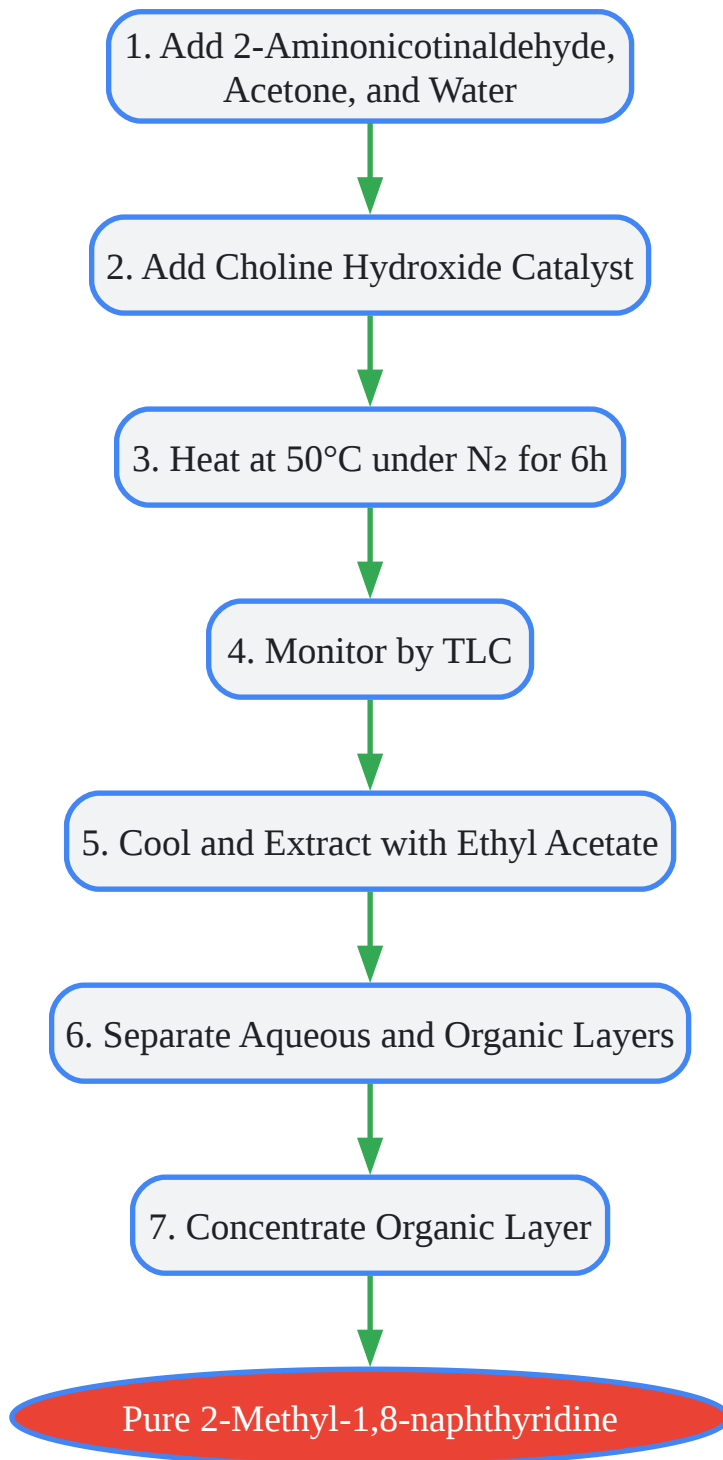 1. Add 2-Aminonicotinaldehyde,
Acetone, and Water
2. Add Choline Hydroxide Catalyst
3. Heat at 50°C under N₂ for 6h
4. Monitor by TLC
5. Cool and Extract with Ethyl Acetate
6. Separate Aqueous and Organic Layers
7. Concentrate Organic Layer
Pure 2-Methyl-1,8-naphthyridine